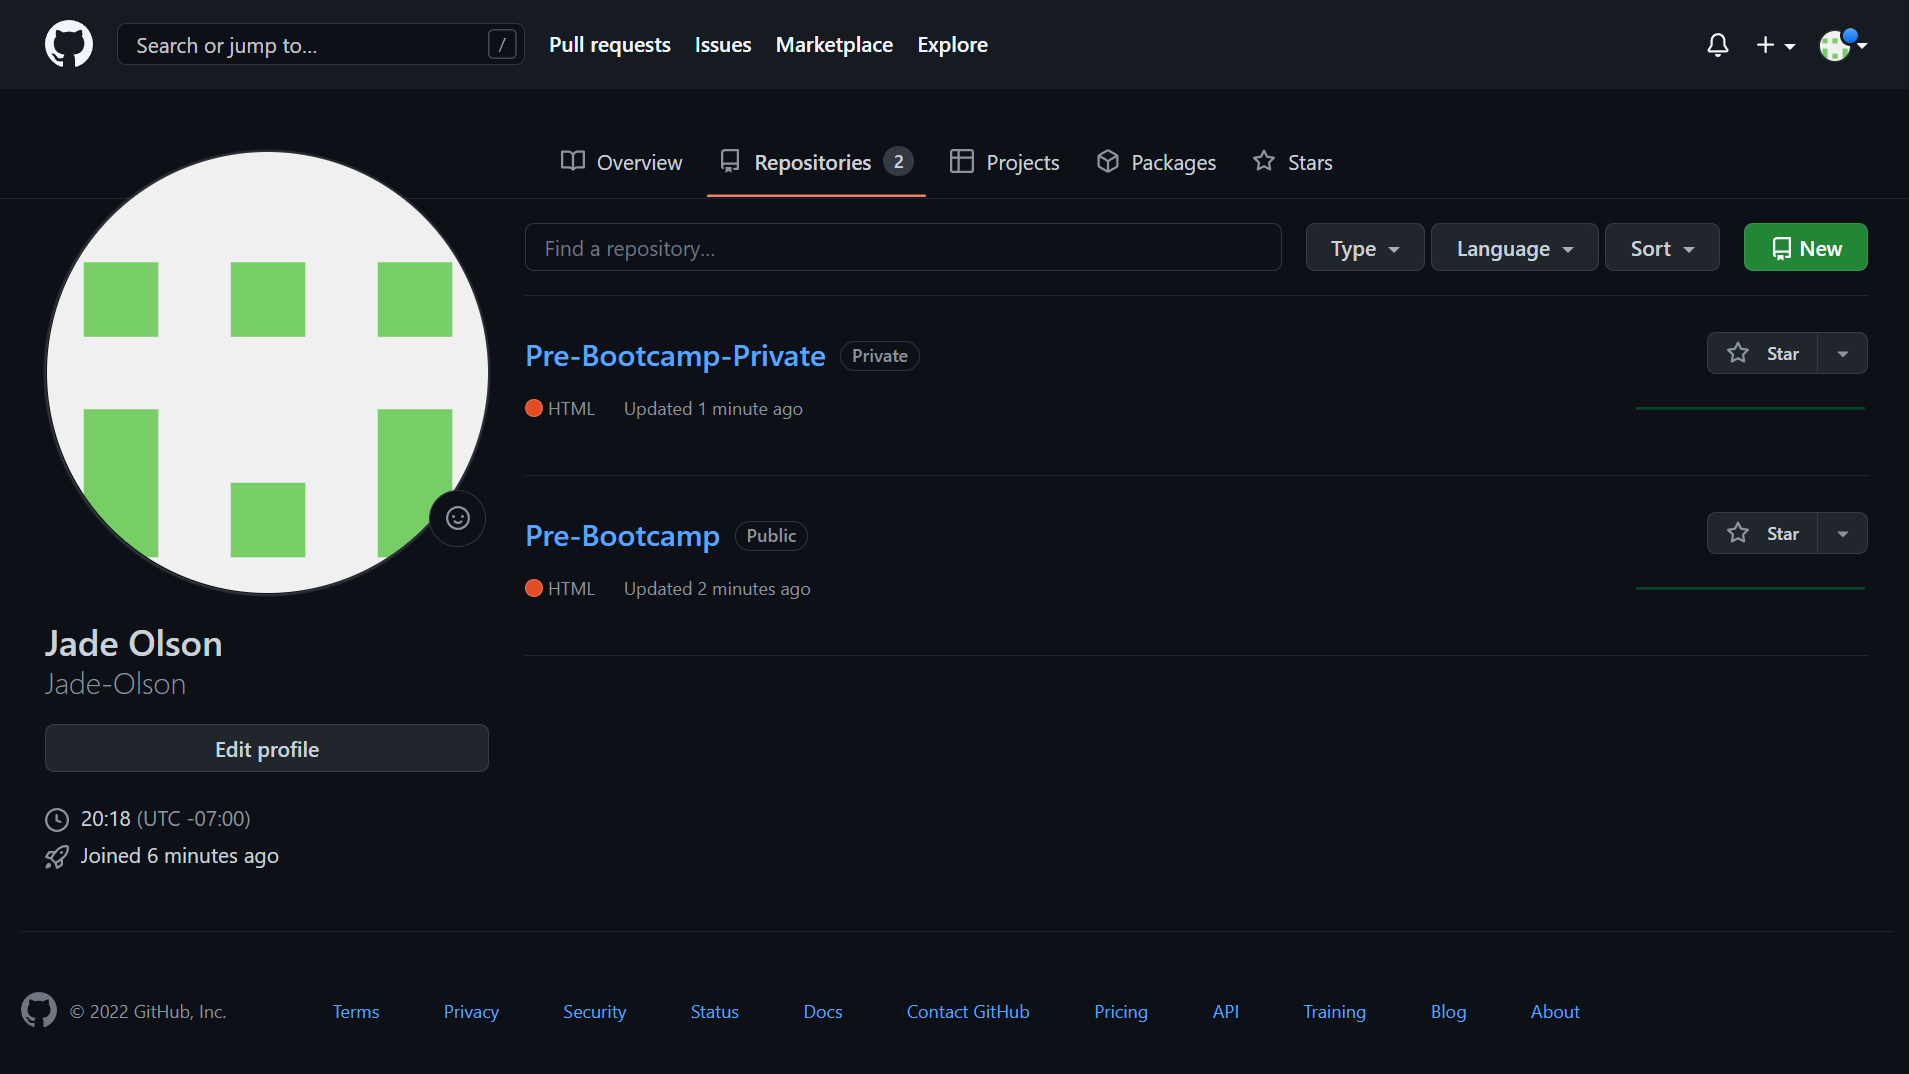 Search or jump to... /
Pull requests Issues Marketplace Explore
Overview Repositories 2 Projects Packages Stars
Find a repository... Type Language Sort New
Pre-Bootcamp-Private Private Star
HTML Updated 1 minute ago
Pre-Bootcamp Public Star
HTML Updated 2 minutes ago
Jade Olson
Jade-Olson
Edit profile
20:18 (UTC -07:00)
Joined 6 minutes ago
© 2022 GitHub, Inc. Terms Privacy Security Status Docs Contact GitHub Pricing API Training Blog About